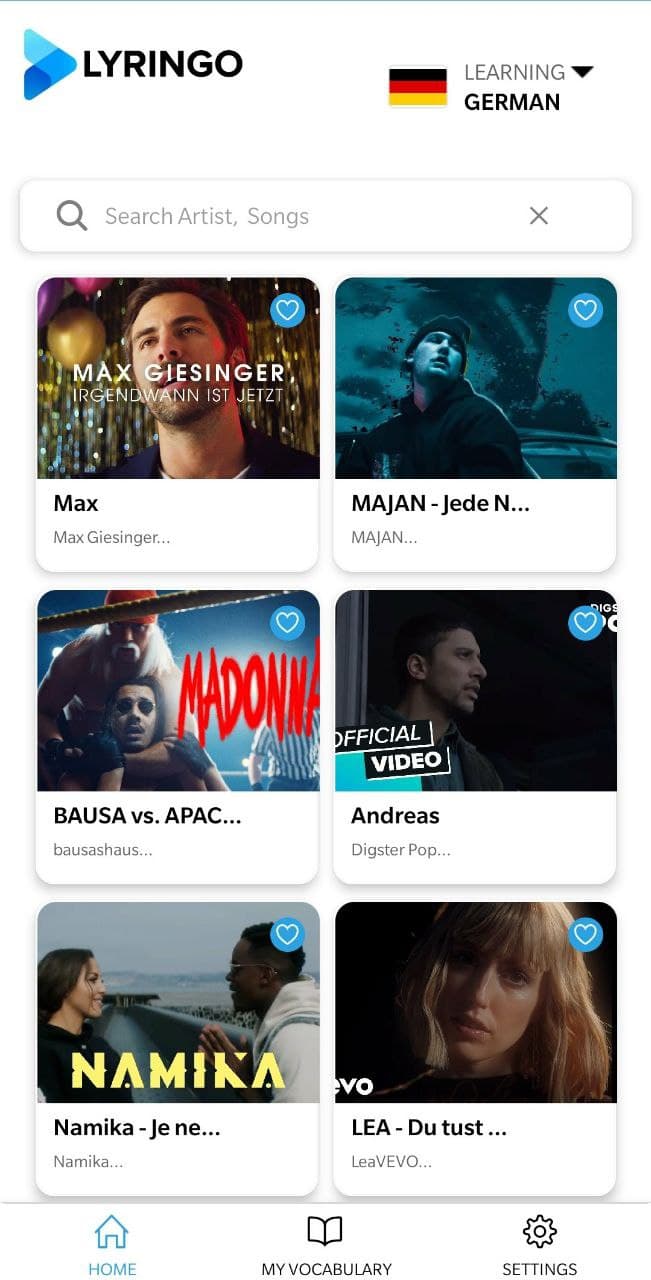 LYRINGO
LEARNING
GERMAN
Search Artist, Songs
MAX GIESINGER
IRGENDWANN IST JETZT
Max
Max Giesinger...
MAJAN - Jede N...
MAJAN...
MADONNA
BAUSA vs. APAC...
bausashaus...
DIGS
OFFICIAL
VIDEO
Andreas
Digster Pop...
NAMIKA
Namika - Je ne...
Namika...
evo
LEA - Du tust ...
LeaVEVO...
HOME
MY VOCABULARY
SETTINGS